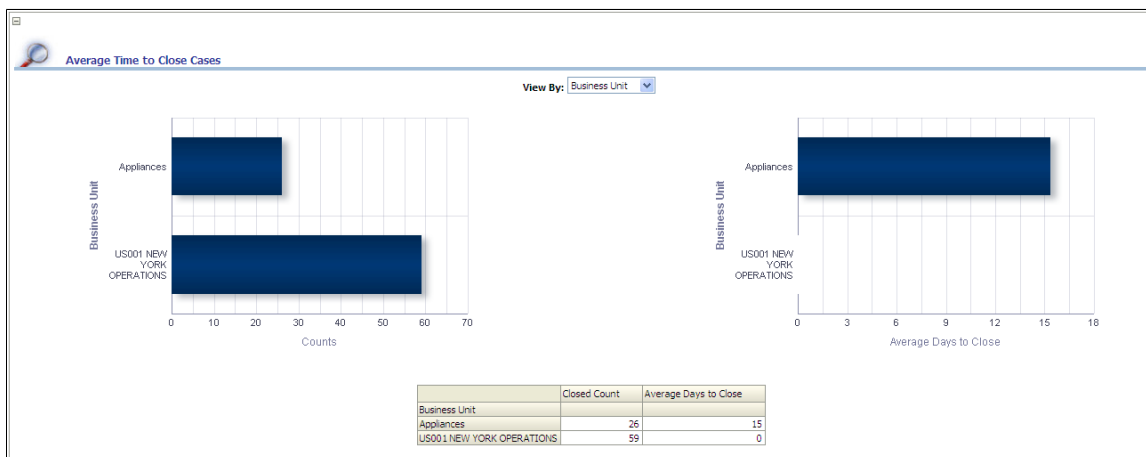 Average Time to Close Cases
View By: Business Unit
Business Unit
Appliances
US001 NEW
YORK
OPERATIONS
0 10 20 30 40 50 60 70
Counts
Business Unit
Appliances
US001 NEW
YORK
OPERATIONS
0 3 6 9 12 15 18
Average Days to Close
Closed Count Average Days to Close
Business Unit
Appliances 26 15
US001 NEW YORK OPERATIONS 59 0